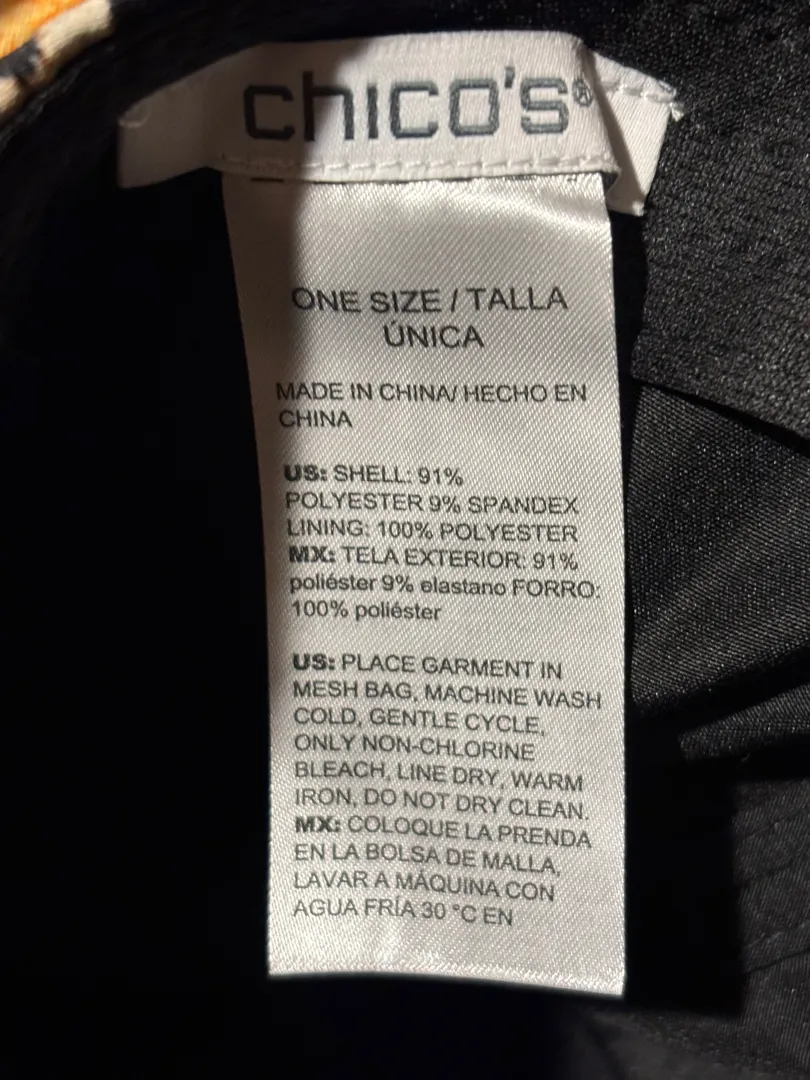 chico's®
ONE SIZE / TALLA
ÚNICA
MADE IN CHINA/ HECHO EN
CHINA
US: SHELL: 91%
POLYESTER 9% SPANDEX
LINING: 100% POLYESTER
MX: TELA EXTERIOR: 91%
poliéster 9% elastano FORRO:
100% poliéster
US: PLACE GARMENT IN
MESH BAG, MACHINE WASH
COLD, GENTLE CYCLE,
ONLY NON-CHLORINE
BLEACH, LINE DRY, WARM
IRON, DO NOT DRY CLEAN.
MX: COLOQUE LA PRENDA
EN LA BOLSA DE MALLA,
LAVAR A MÁQUINA CON
AGUA FRÍA 30 °C EN